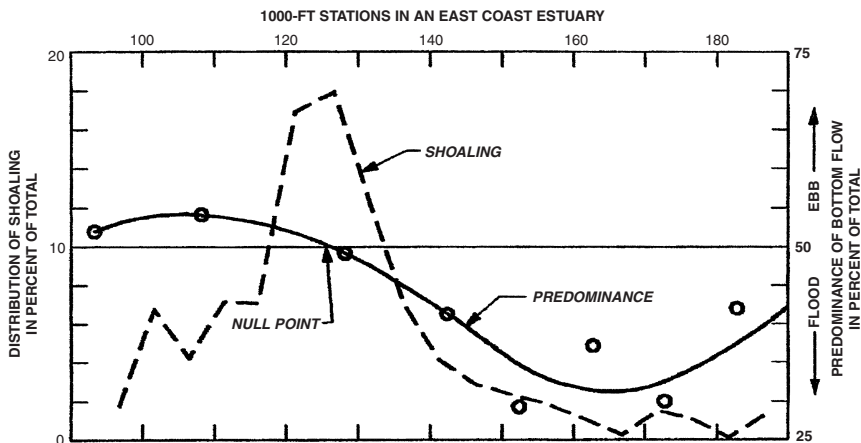 1000-FT STATIONS IN AN EAST COAST ESTUARY
100 120 140 160 180
20
10
0
75
50
25
DISTRIBUTION OF SHOALING
IN PERCENT OF TOTAL
SHOALING
NULL POINT
PREDOMINANCE
EBB
FLOOD
PREDOMINANCE OF BOTTOM FLOW
IN PERCENT OF TOTAL